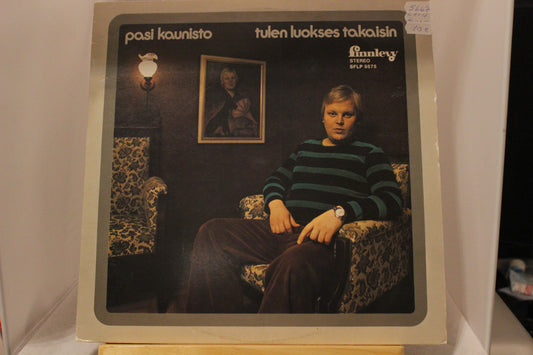 pasi kaunisto
tulen luokses takaisin
finnlevy
STEREO
SFLP 9575